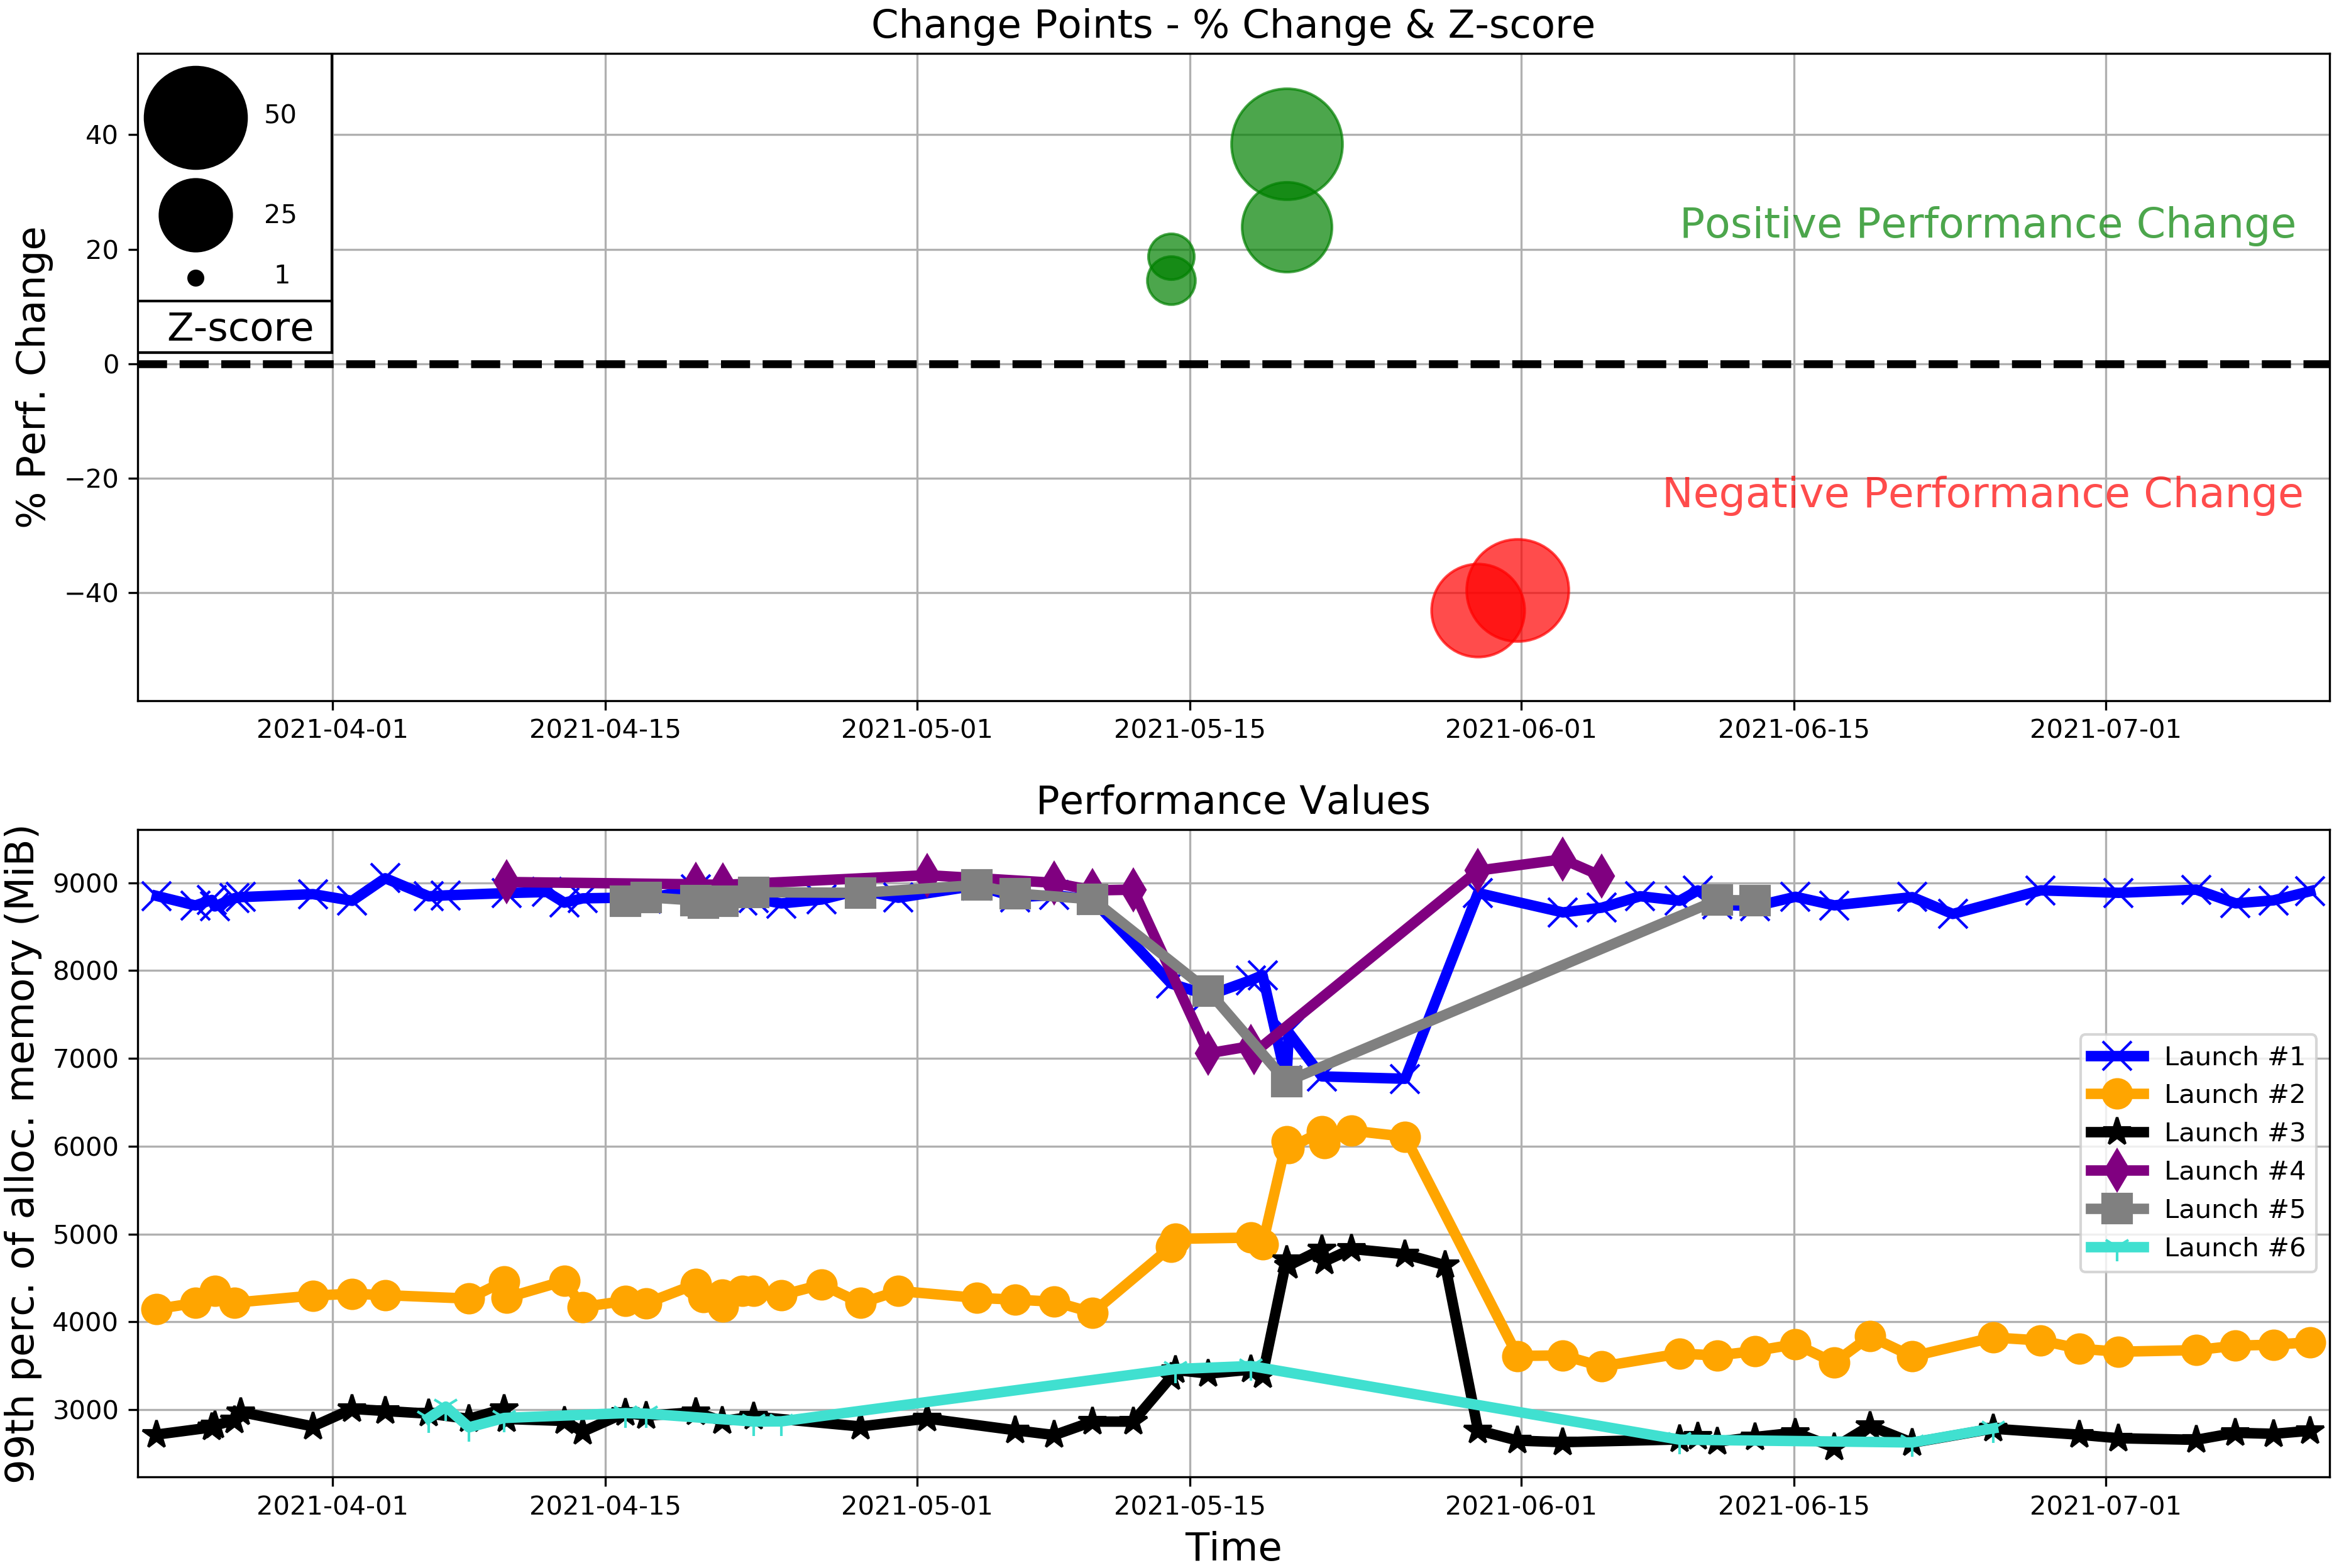 Change Points - % Change & Z-score
% Perf. Change
40
20
0
−20
−40
50
25
1
Z-score
Positive Performance Change
Negative Performance Change
2021-04-01 2021-04-15 2021-05-01 2021-05-15 2021-06-01 2021-06-15 2021-07-01
Performance Values
99th perc. of alloc. memory (MiB)
9000
8000
7000
6000
5000
4000
3000
Launch #1
Launch #2
Launch #3
Launch #4
Launch #5
Launch #6
2021-04-01 2021-04-15 2021-05-01 2021-05-15 2021-06-01 2021-06-15 2021-07-01
Time